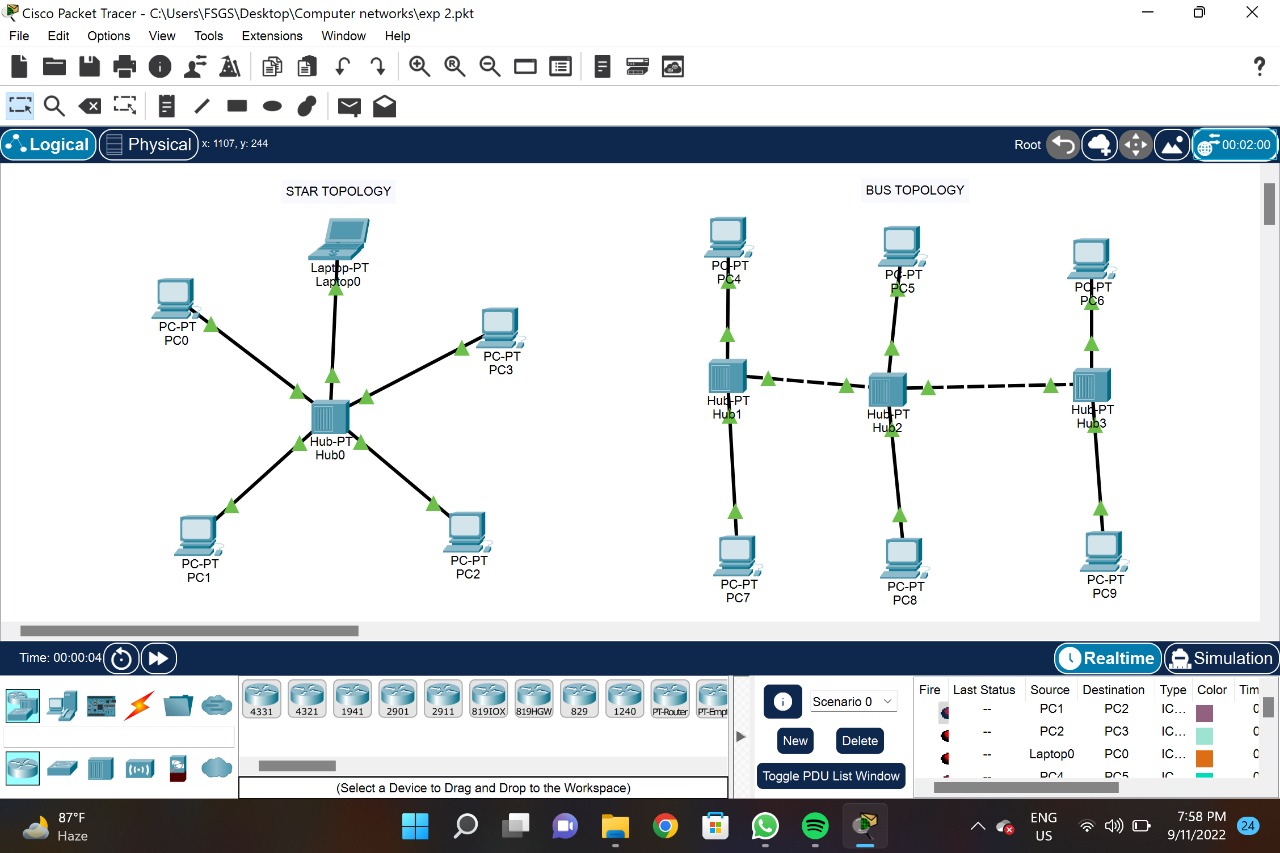 Cisco Packet Tracer - C:\Users\FSGS\Desktop\Computer networks\exp 2.pkt
File Edit Options View Tools Extensions Window Help
?
Logical Physical x: 1107, y: 244 Root 00:02:00
STAR TOPOLOGY
BUS TOPOLOGY
Laptop-PT
Laptop0
PC-PT
PC0
PC-PT
PC3
Hub-PT
Hub0
PC-PT
PC1
PC-PT
PC2
PC-PT
PC4
PC-PT
PC5
PC-PT
PC6
Hub-PT
Hub1
Hub-PT
Hub2
Hub-PT
Hub3
PC-PT
PC7
PC-PT
PC8
PC-PT
PC9
Time: 00:00:04 Realtime Simulation
4331 4321 1941 2901 2911 819IOX 819HGW 829 1240 PT-Router PT-Empt
(Select a Device to Drag and Drop to the Workspace)
Scenario 0
New Delete
Toggle PDU List Window
Fire Last Status Source Destination Type Color Tim
-- PC1 PC2 IC... 0
-- PC2 PC3 IC... 0
-- Laptop0 PC0 IC... 0
-- PC4 PC5 IC... 0
87°F
Haze
ENG
US
7:58 PM
9/11/2022
24